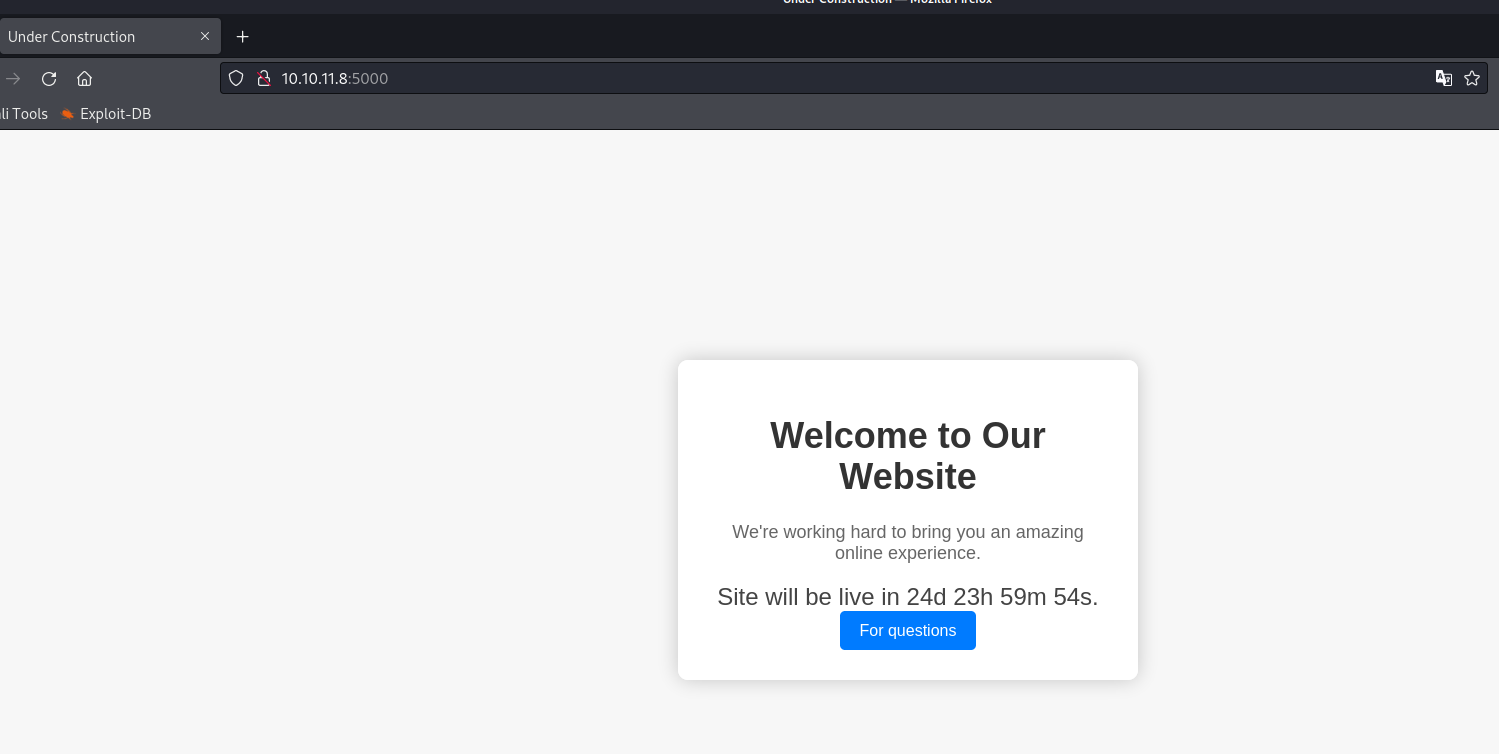 Under Construction — Mozilla Firefox
Under Construction
10.10.11.8:5000
li Tools Exploit-DB
Welcome to Our
Website
We're working hard to bring you an amazing
online experience.
Site will be live in 24d 23h 59m 54s.
For questions